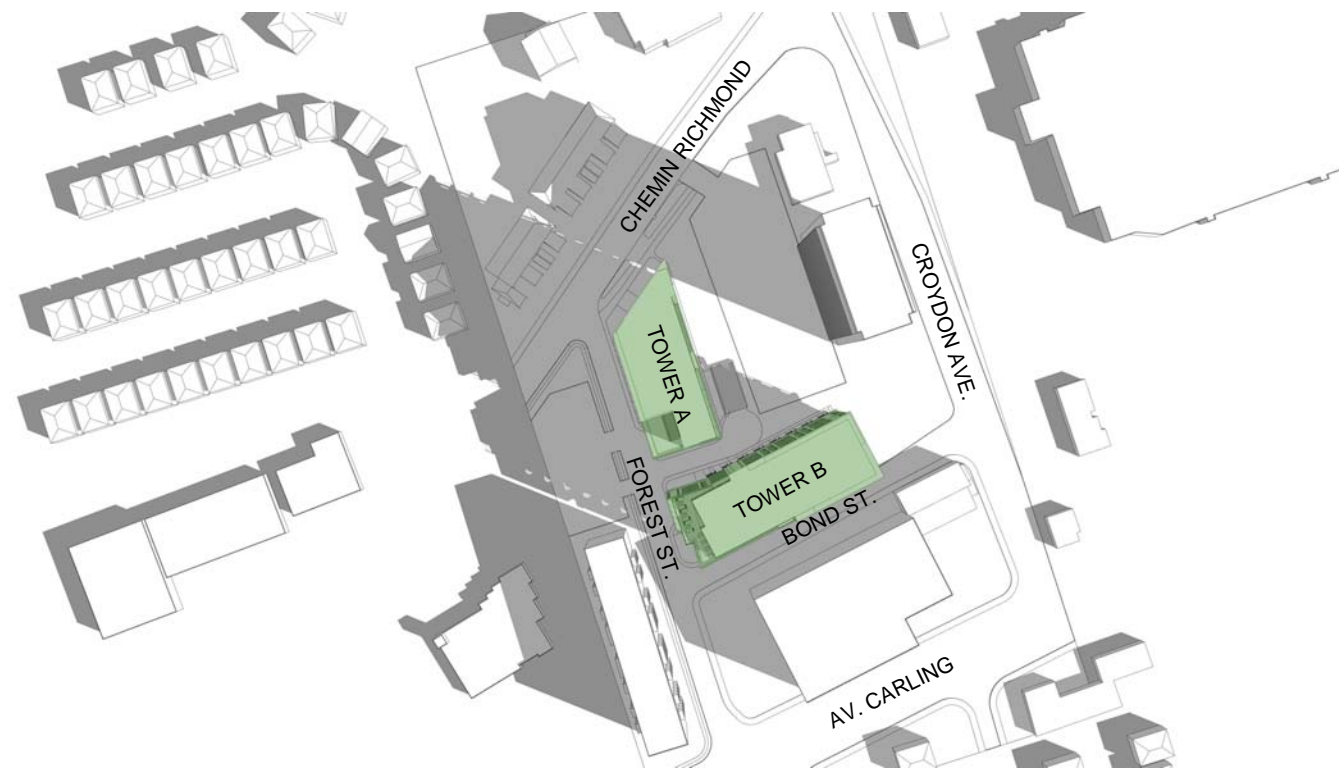 CHEMIN RICHMOND
CROYDON AVE.
TOWER A
TOWER B
FOREST ST.
BOND ST.
AV. CARLING